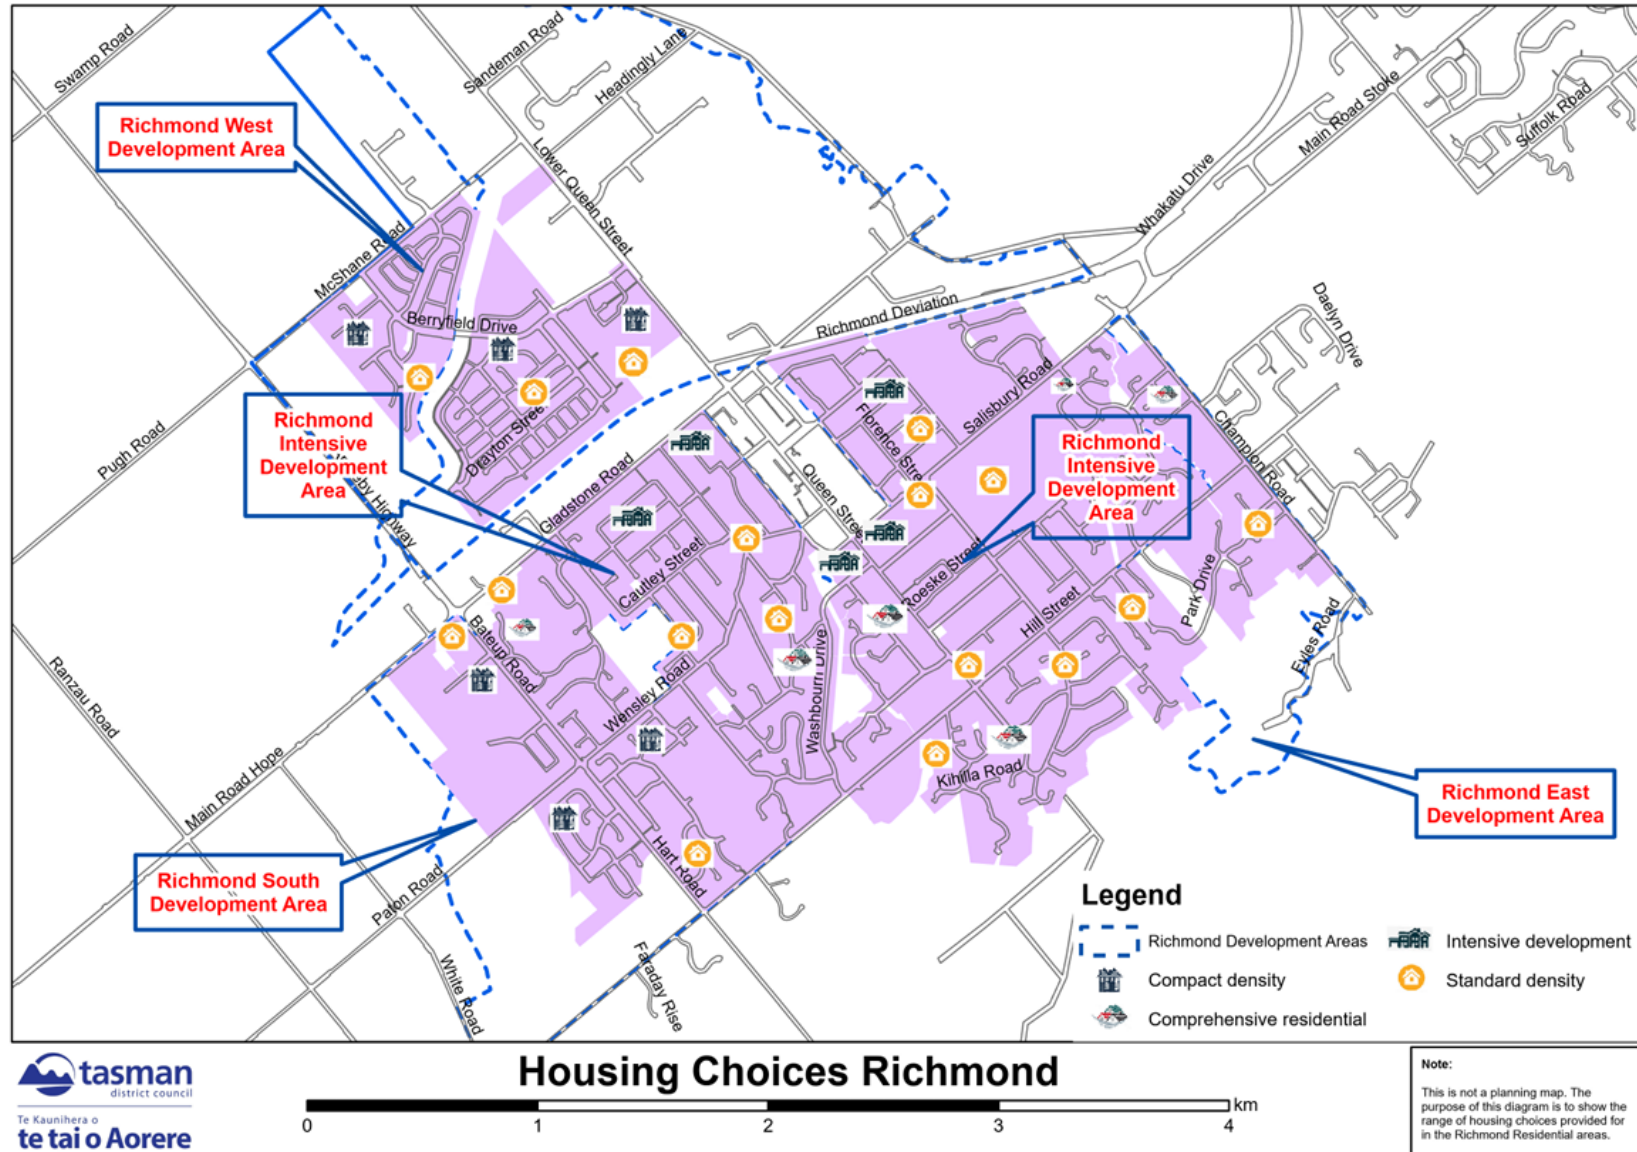 Swamp Road
Sandeman Road
Headingly Lane
Main Road Stoke
Suffolk Road
Richmond West
Development Area
Lower Queen Street
Whakatu Drive
McShane Road
Berryfield Drive
Richmond Deviation
Daelyn Drive
Salisbury Road
Florence
Champion Road
Pugh Road
Richmond
Intensive
Development
Area
Drayton Street
Richmond
Intensive
Development
Area
Gladstone Road
Queen Street
Highway
Cautley Street
Roeske Street
Hill Street
Park Drive
Bateup Road
Eyles Road
Ranzau Road
Wensley Road
Washbourn Drive
Kihilla Road
Main Road Hope
Richmond East
Development Area
Hart Road
Richmond South
Development Area
Paton Road
White Road
Faraday Rise
Legend
Richmond Development Areas
Intensive development
Compact density
Standard density
Comprehensive residential
tasman
district council
Te Kaunihera o
te tai o Aorere
Housing Choices Richmond
0 1 2 3 4 km
Note:
This is not a planning map. The
purpose of this diagram is to show the
range of housing choices provided for
in the Richmond Residential areas.